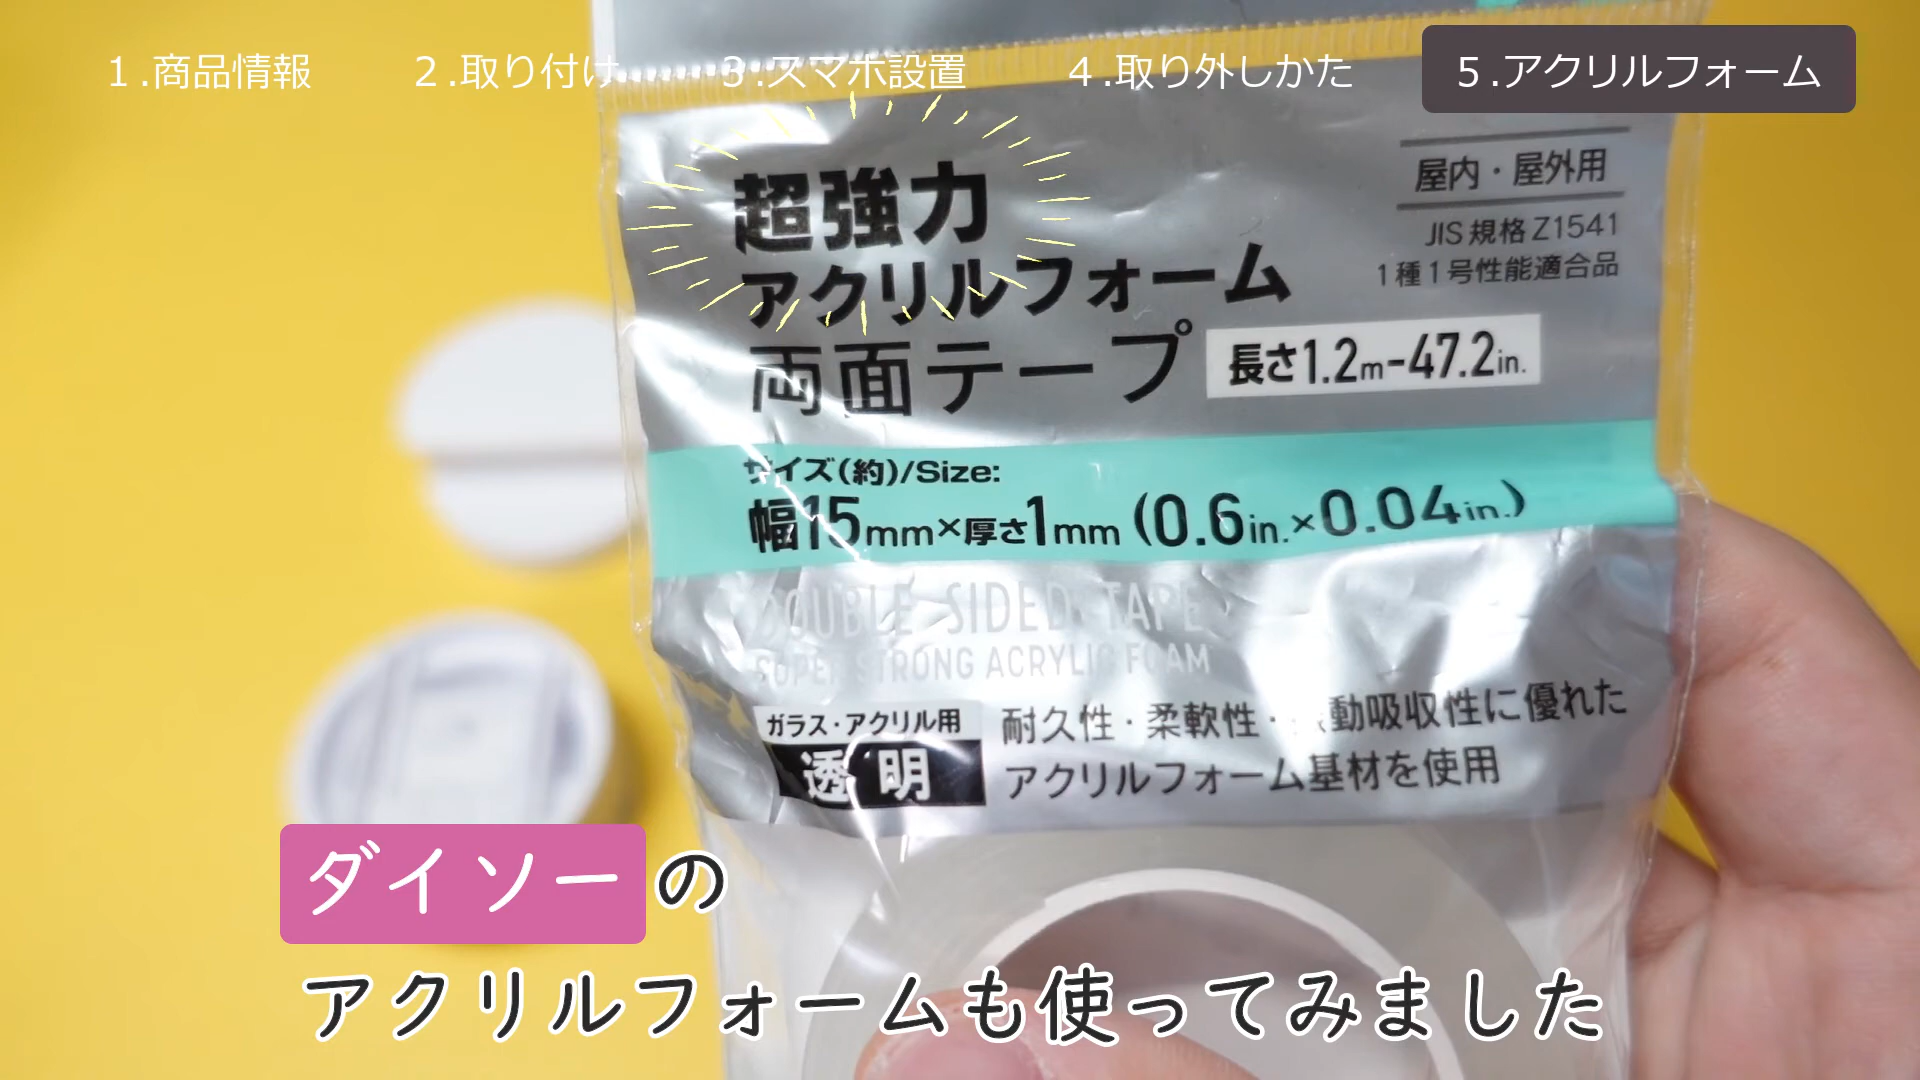 １.商品情報
２.取り付け
３.スマホ設置
４.取り外しかた
５.アクリルフォーム
超強力
アクリルフォーム
両面テープ
長さ1.2m-47.2in.
屋内・屋外用
JIS規格Z1541
1種1号性能適合品
サイズ(約)/Size:
幅15mm×厚さ1mm (0.6in.×0.04in.)
DOUBLE SIDED TAPE
SUPER STRONG ACRYLIC FOAM
ガラス・アクリル用
透明
耐久性・柔軟性・振動吸収性に優れた
アクリルフォーム基材を使用
ダイソーの
アクリルフォームも使ってみました